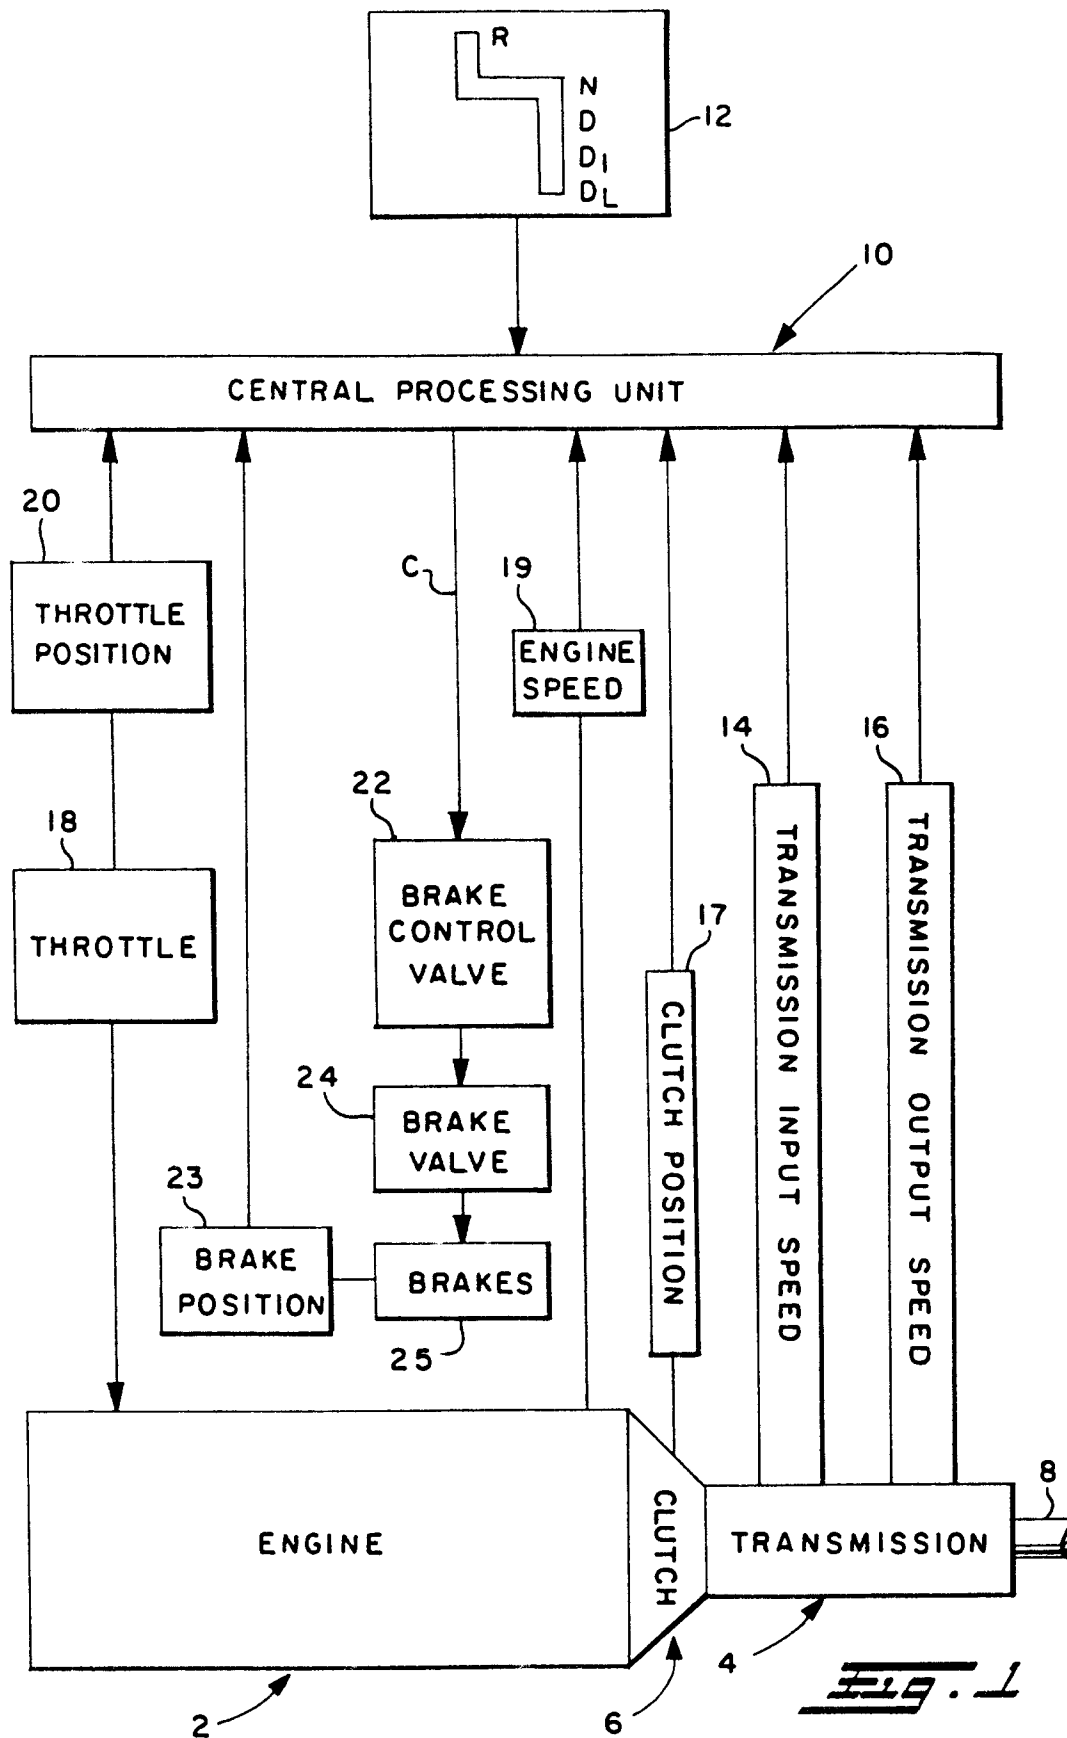 R
N
D
D1
DL
12
10
CENTRAL PROCESSING UNIT
20
THROTTLE
POSITION
C
19
ENGINE
SPEED
14
16
22
18
THROTTLE
BRAKE
CONTROL
VALVE
17
CLUTCH POSITION
TRANSMISSION INPUT SPEED
TRANSMISSION OUTPUT SPEED
24
BRAKE
VALVE
23
BRAKE
POSITION
BRAKES
25
8
ENGINE
CLUTCH
TRANSMISSION
2
6
4
Fig. 1